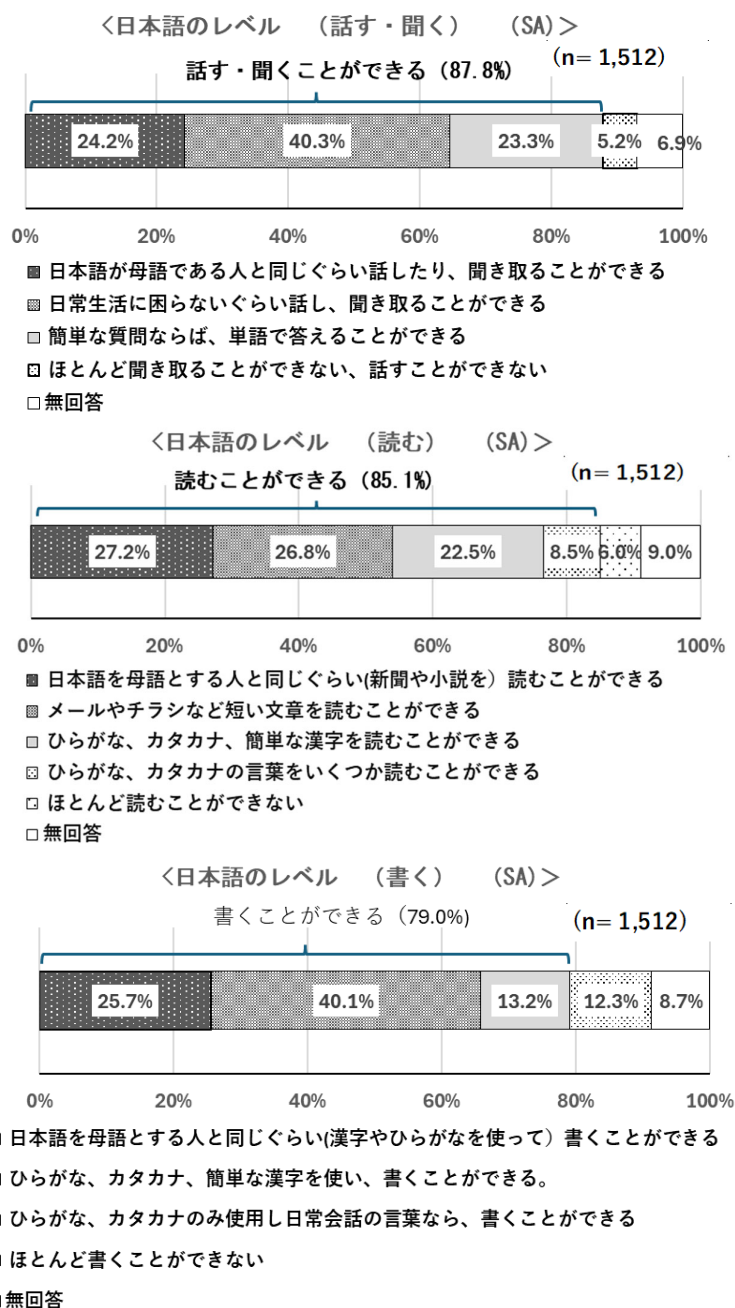 <日本語のレベル （話す・聞く） （SA）>
話す・聞くことができる（87.8%）
（n= 1,512）
24.2% 40.3% 23.3% 5.2% 6.9%
0% 20% 40% 60% 80% 100%
日本語が母語である人と同じぐらい話したり、聞き取ることができる
日常生活に困らないぐらい話し、聞き取ることができる
簡単な質問ならば、単語で答えることができる
ほとんど聞き取ることができない、話すことができない
無回答
<日本語のレベル （読む） （SA）>
読むことができる（85.1%）
（n= 1,512）
27.2% 26.8% 22.5% 8.5% 6.0% 9.0%
0% 20% 40% 60% 80% 100%
日本語を母語とする人と同じぐらい(新聞や小説を）読むことができる
メールやチラシなど短い文章を読むことができる
ひらがな、カタカナ、簡単な漢字を読むことができる
ひらがな、カタカナの言葉をいくつか読むことができる
ほとんど読むことができない
無回答
<日本語のレベル （書く） （SA）>
書くことができる（79.0%)
（n= 1,512）
25.7% 40.1% 13.2% 12.3% 8.7%
0% 20% 40% 60% 80% 100%
日本語を母語とする人と同じぐらい(漢字やひらがなを使って）書くことができる
ひらがな、カタカナ、簡単な漢字を使い、書くことができる。
ひらがな、カタカナのみ使用し日常会話の言葉なら、書くことができる
ほとんど書くことができない
無回答